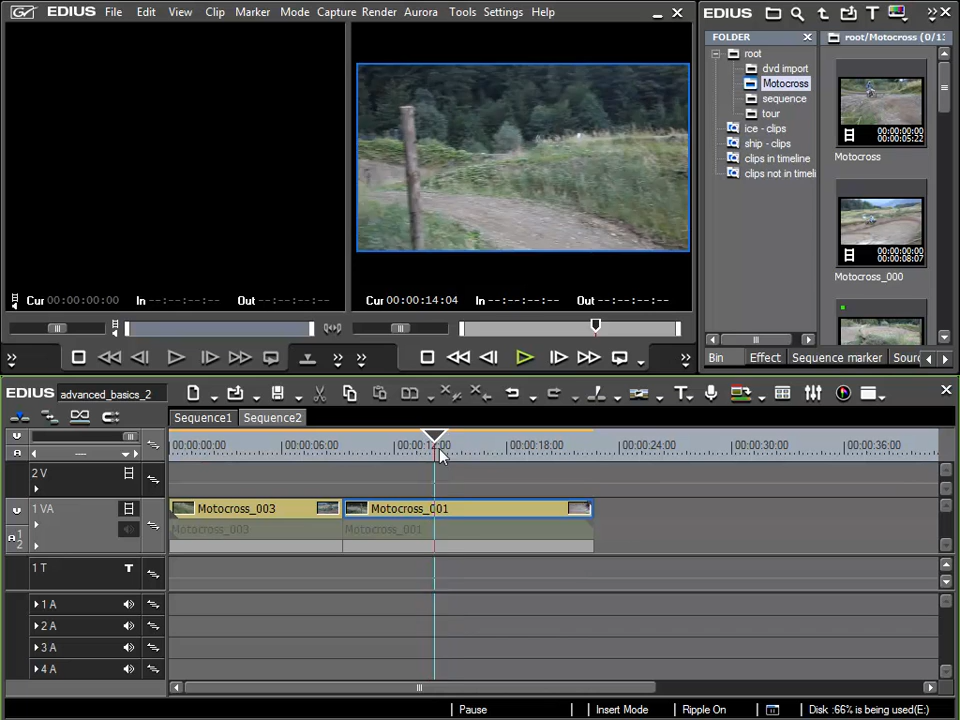 EDIUS File Edit View Clip Marker Mode Capture Render Aurora Tools Settings Help
EDIUS
FOLDER
root/Motocross (0/1
root
dvd import
Motocross
sequence
tour
ice - clips
ship - clips
clips in timeline
clips not in timeli
00:00:00:00
00:00:05:22
Motocross
00:00:00:00
00:00:08:07
Motocross_000
Cur 00:00:00:00 In --:--:--:-- Out --:--:--:--
Cur 00:00:14:04 In --:--:--:-- Out --:--:--:--
Bin Effect Sequence marker Sour
EDIUS advanced_basics_2
Sequence1 Sequence2
00:00:00:00 00:00:06:00 00:00:12:00 00:00:18:00 00:00:24:00 00:00:30:00 00:00:36:00
2 V
1 VA
Motocross_003 Motocross_001
Motocross_003 Motocross_001
1
2
1 T T
1 A
2 A
3 A
4 A
Pause Insert Mode Ripple On Disk :66% is being used(E:)